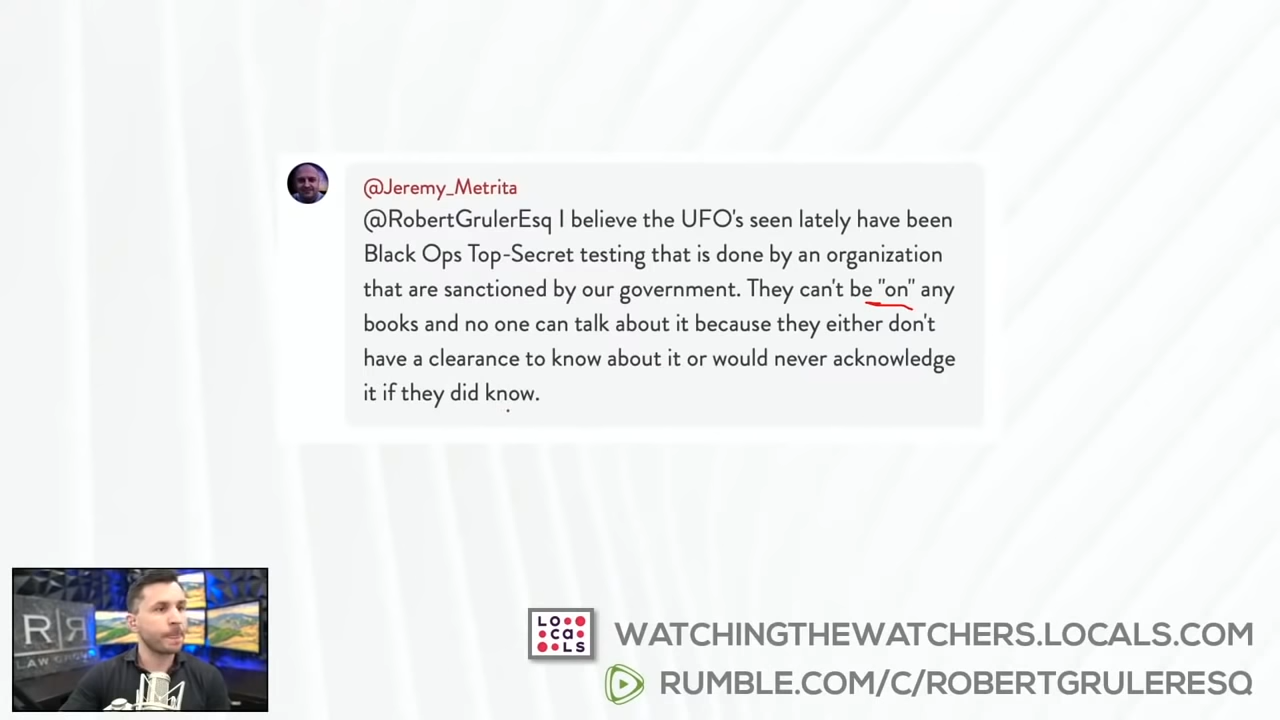 @Jeremy_Metrita
@RobertGrulerEsq I believe the UFO's seen lately have been
Black Ops Top-Secret testing that is done by an organization
that are sanctioned by our government. They can't be "on" any
books and no one can talk about it because they either don't
have a clearance to know about it or would never acknowledge
it if they did know.
R|R
LAW GROUP
LOCALS
WATCHINGTHEWATCHERS.LOCALS.COM
RUMBLE.COM/C/ROBERTGRULERESQ